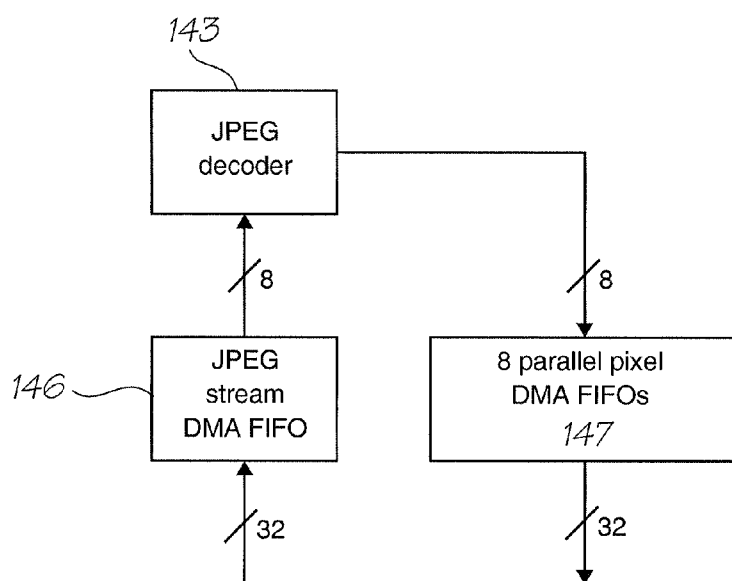 143
JPEG
decoder
8
8
JPEG
stream
DMA FIFO
146
8 parallel pixel
DMA FIFOs
147
32
32